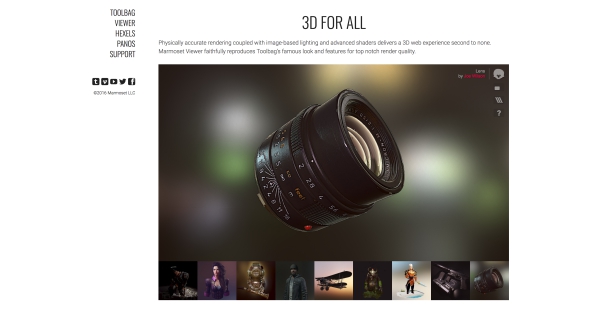 TOOLBAG
VIEWER
HEXELS
PANOS
SUPPORT
©2016 Marmoset LLC
3D FOR ALL
Physically accurate rendering coupled with image-based lighting and advanced shaders delivers a 3D web experience second to none.
Marmoset Viewer faithfully reproduces Toolbag's famous look and features for top notch render quality.
Lens
by
?